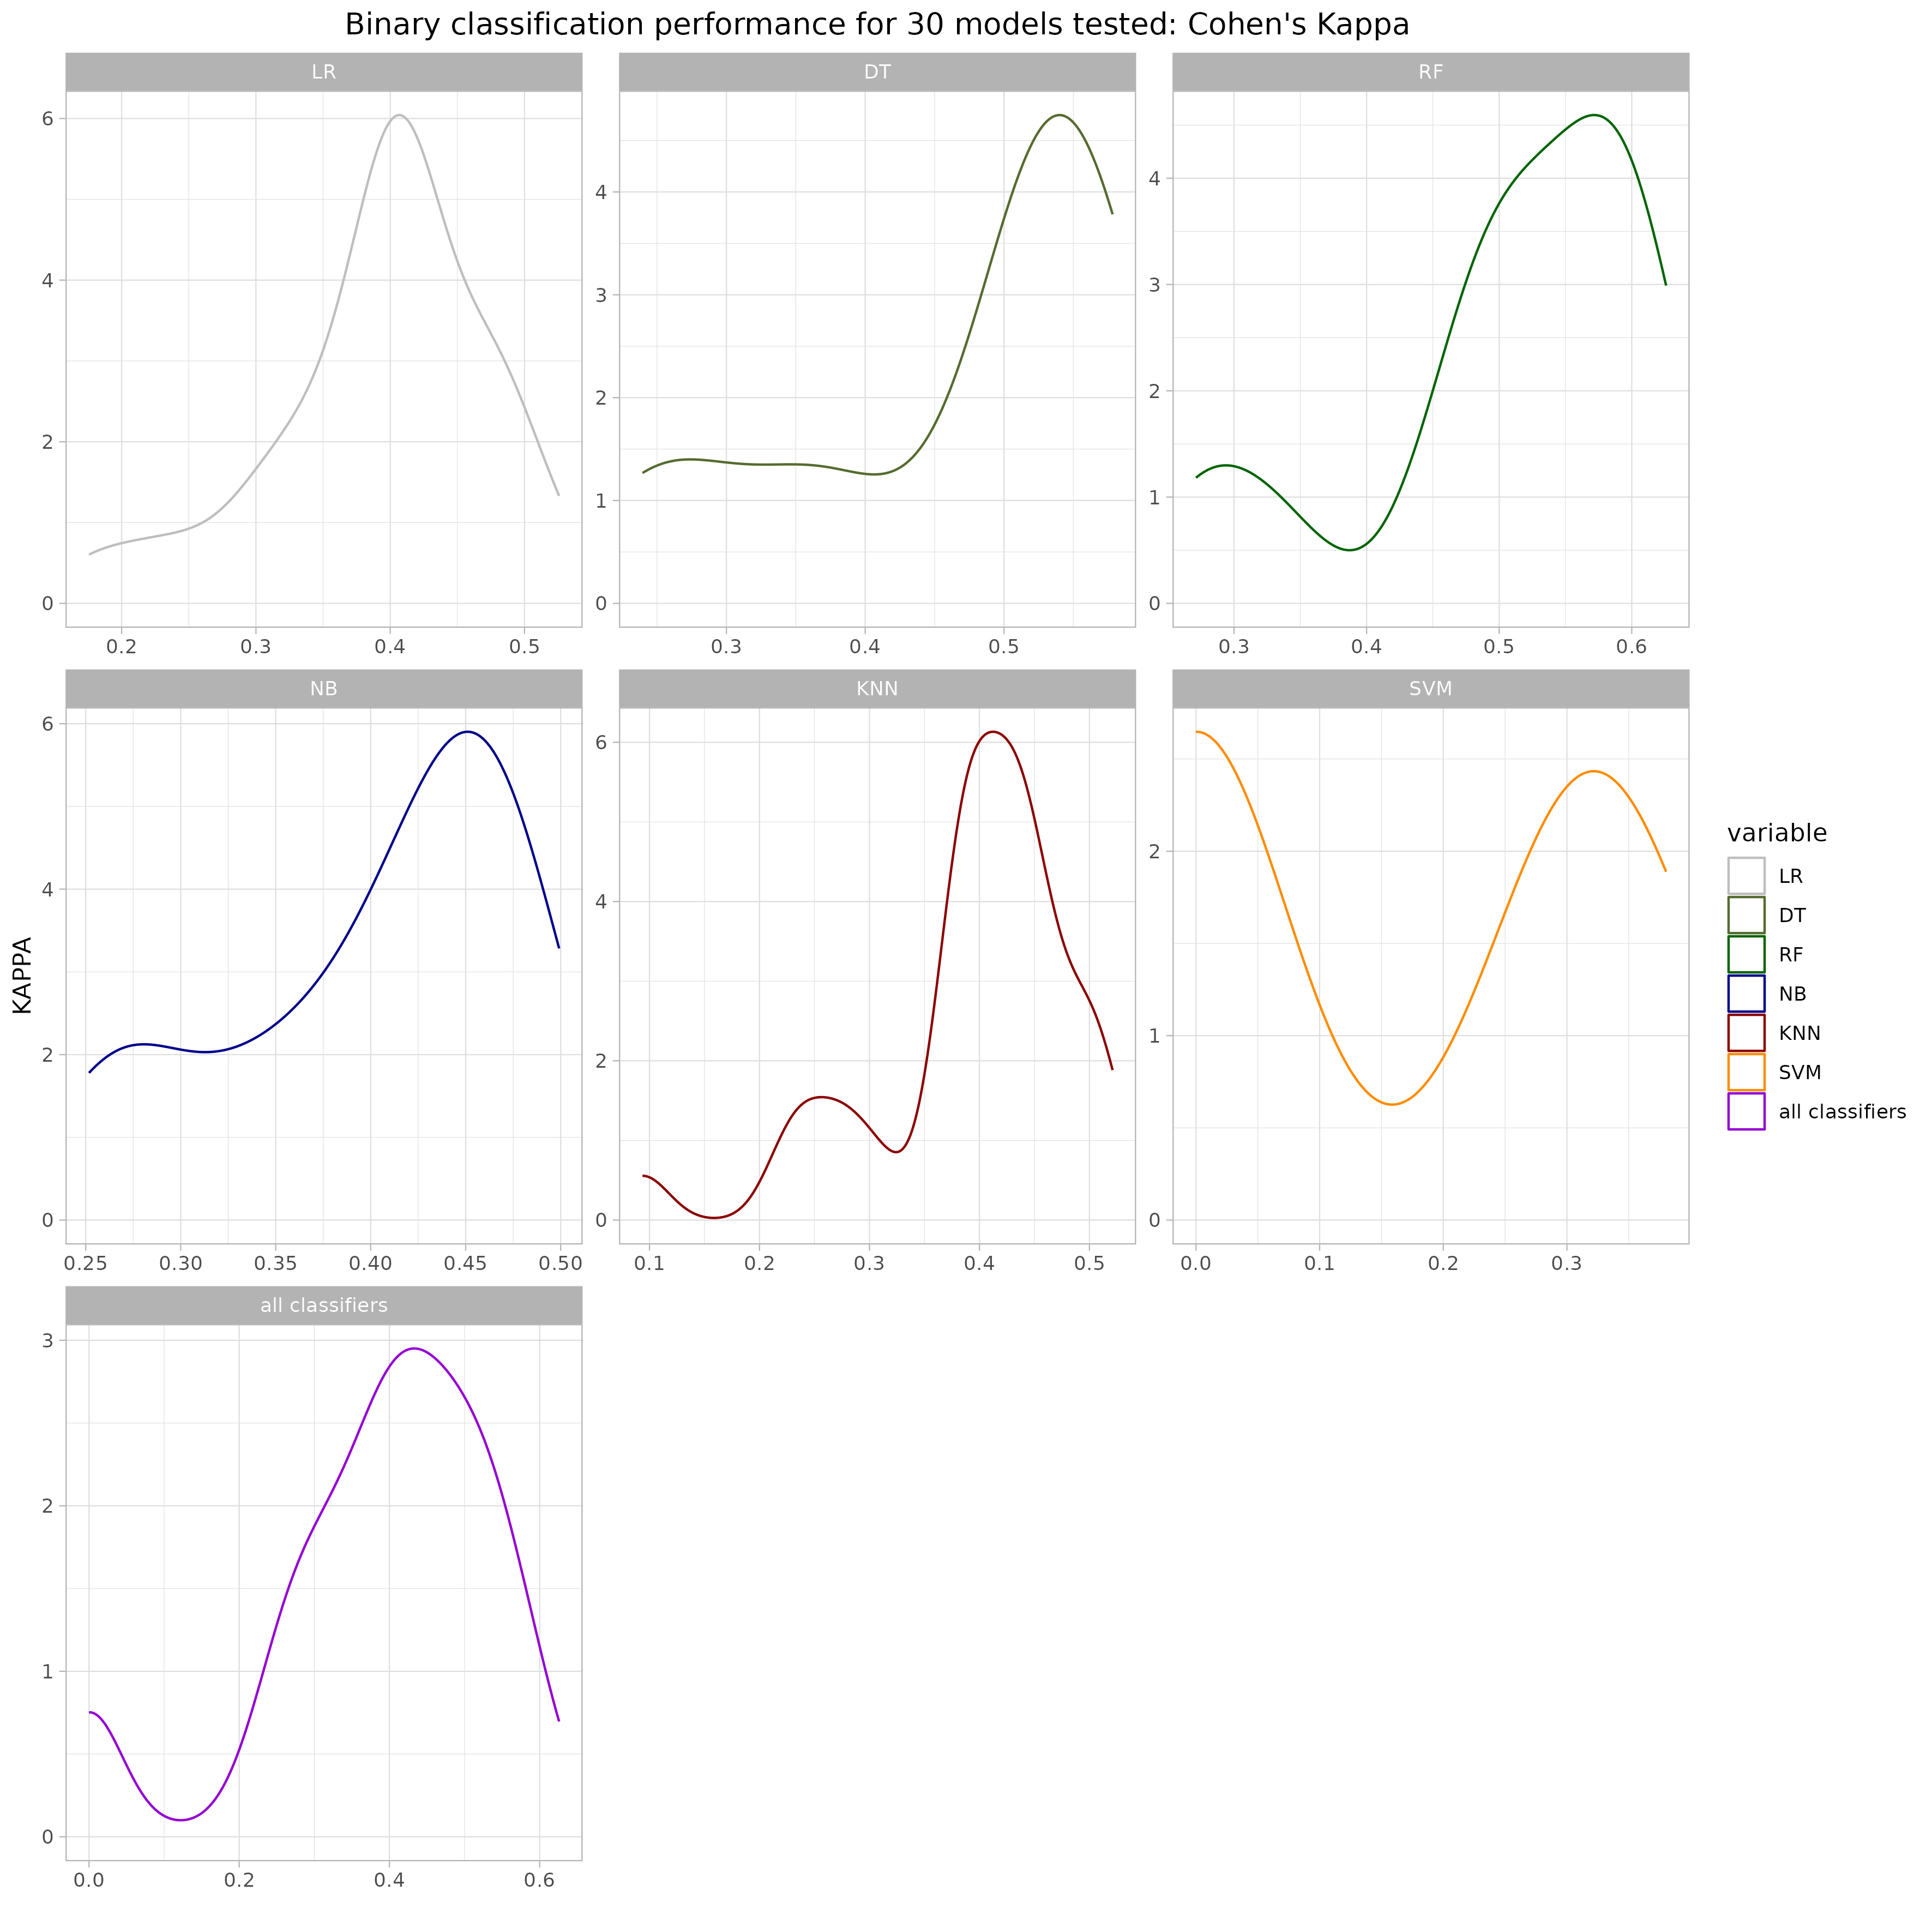 Binary classification performance for 30 models tested: Cohen's Kappa
LR
DT
RF
6
4
2
0
0.2 0.3 0.4 0.5
4
3
2
1
0
0.3 0.4 0.5
4
3
2
1
0
0.3 0.4 0.5 0.6
NB
KNN
SVM
6
4
2
0
0.25 0.30 0.35 0.40 0.45 0.50
6
4
2
0
0.1 0.2 0.3 0.4 0.5
2
1
0
0.0 0.1 0.2 0.3
all classifiers
3
2
1
0
0.0 0.2 0.4 0.6
KAPPA
variable
LR
DT
RF
NB
KNN
SVM
all classifiers